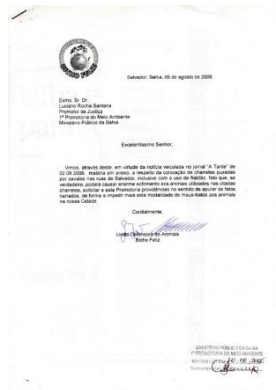 Salvador, Bahia, 05 de agosto de 2006.
Exmo. Sr. Dr.
Luciano Rocha Santana
Promotor de Justiça
1ª Promotoria do Meio Ambiente
Ministério Público da Bahia
Excelentíssimo Senhor,
Vimos, através deste, em virtude da notícia veiculada no jornal "A Tarde" de
02.08.2006, matéria em anexo, a respeito da colocação de charretes puxadas
por cavalos nas ruas de Salvador, inclusive com o uso de fraldão, fato que, se
verdadeiro, poderá causar enorme sofrimento aos animais utilizados nas citadas
charretes, solicitar a esta Promotoria providências no sentido de apurar os fatos
narrados, de forma a impedir mais esta modalidade de maus-tratos aos animais
na nossa Cidade.
Cordialmente,
União Defensora dos Animais
Bicho Feliz
MINISTÉRIO PÚBLICO DA BAHIA
1ª PROMOTORIA DO MEIO AMBIENTE